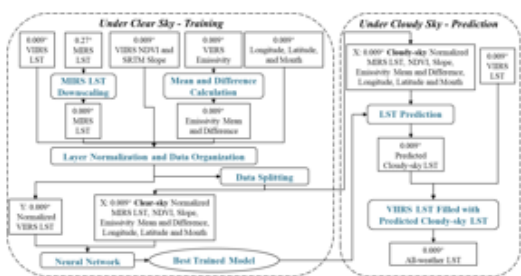 Under Clear Sky - Training
0.009°
VIIRS
LST
0.27°
MIRS
LST
0.009°
VIIRS NDVI and
SRTM Slope
0.009°
VIIRS
Emissivity
0.009°
Longitude, Latitude,
and Month
MIRS LST
Downscaling
Mean and Difference
Calculation
0.009°
MIRS
LST
0.009°
Emissivity Mean
and Difference
Layer Normalization and Data Organization
Data Splitting
Y: 0.009°
Normalized
VIIRS LST
X: 0.009° Clear-sky Normalized
MIRS LST, NDVI, Slope,
Emissivity Mean and Difference,
Longitude, Latitude and Month
Neural Network
Best Trained Model
Under Cloudy Sky - Prediction
X: 0.009° Cloudy-sky Normalized
MIRS LST, NDVI, Slope,
Emissivity Mean and Difference,
Longitude, Latitude and Month
0.009°
VIIRS
LST
LST Prediction
0.009°
Predicted
Cloudy-sky LST
VIIRS LST Filled with
Predicted Cloudy-sky LST
0.009°
All-weather LST